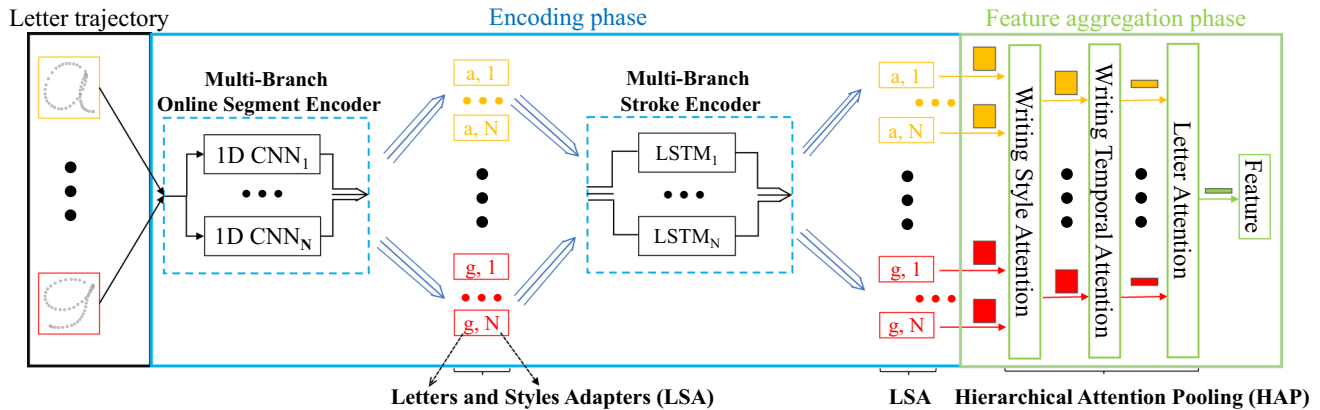 Letter trajectory
Encoding phase
Feature aggregation phase
Multi-Branch
Online Segment Encoder
1D CNN1
1D CNNN
a, 1
a, N
g, 1
g, N
Multi-Branch
Stroke Encoder
LSTM1
LSTMN
a, 1
a, N
g, 1
g, N
Writing Style Attention
Writing Temporal Attention
Letter Attention
Feature
Letters and Styles Adapters (LSA)
LSA
Hierarchical Attention Pooling (HAP)